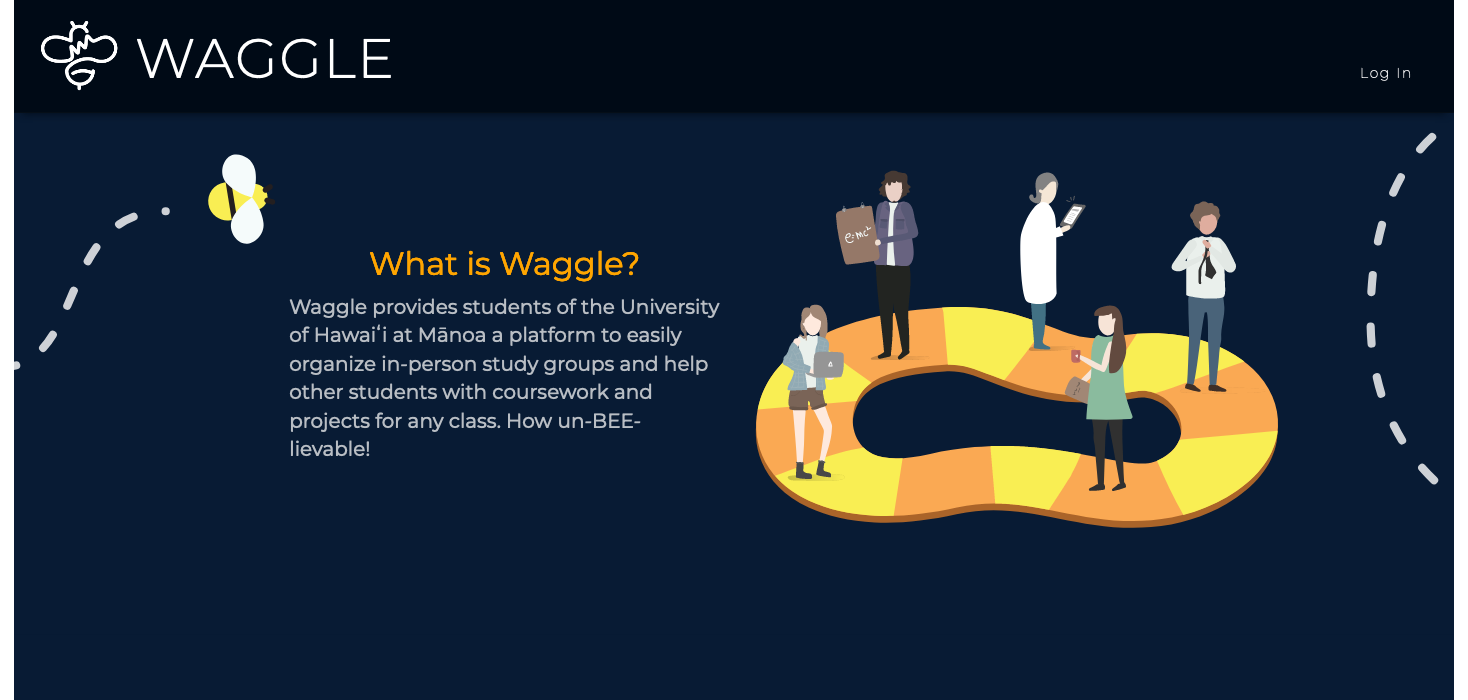 WAGGLE
Log In
What is Waggle?
Waggle provides students of the University
of Hawaiʻi at Mānoa a platform to easily
organize in-person study groups and help
other students with coursework and
projects for any class. How un-BEE-
lievable!